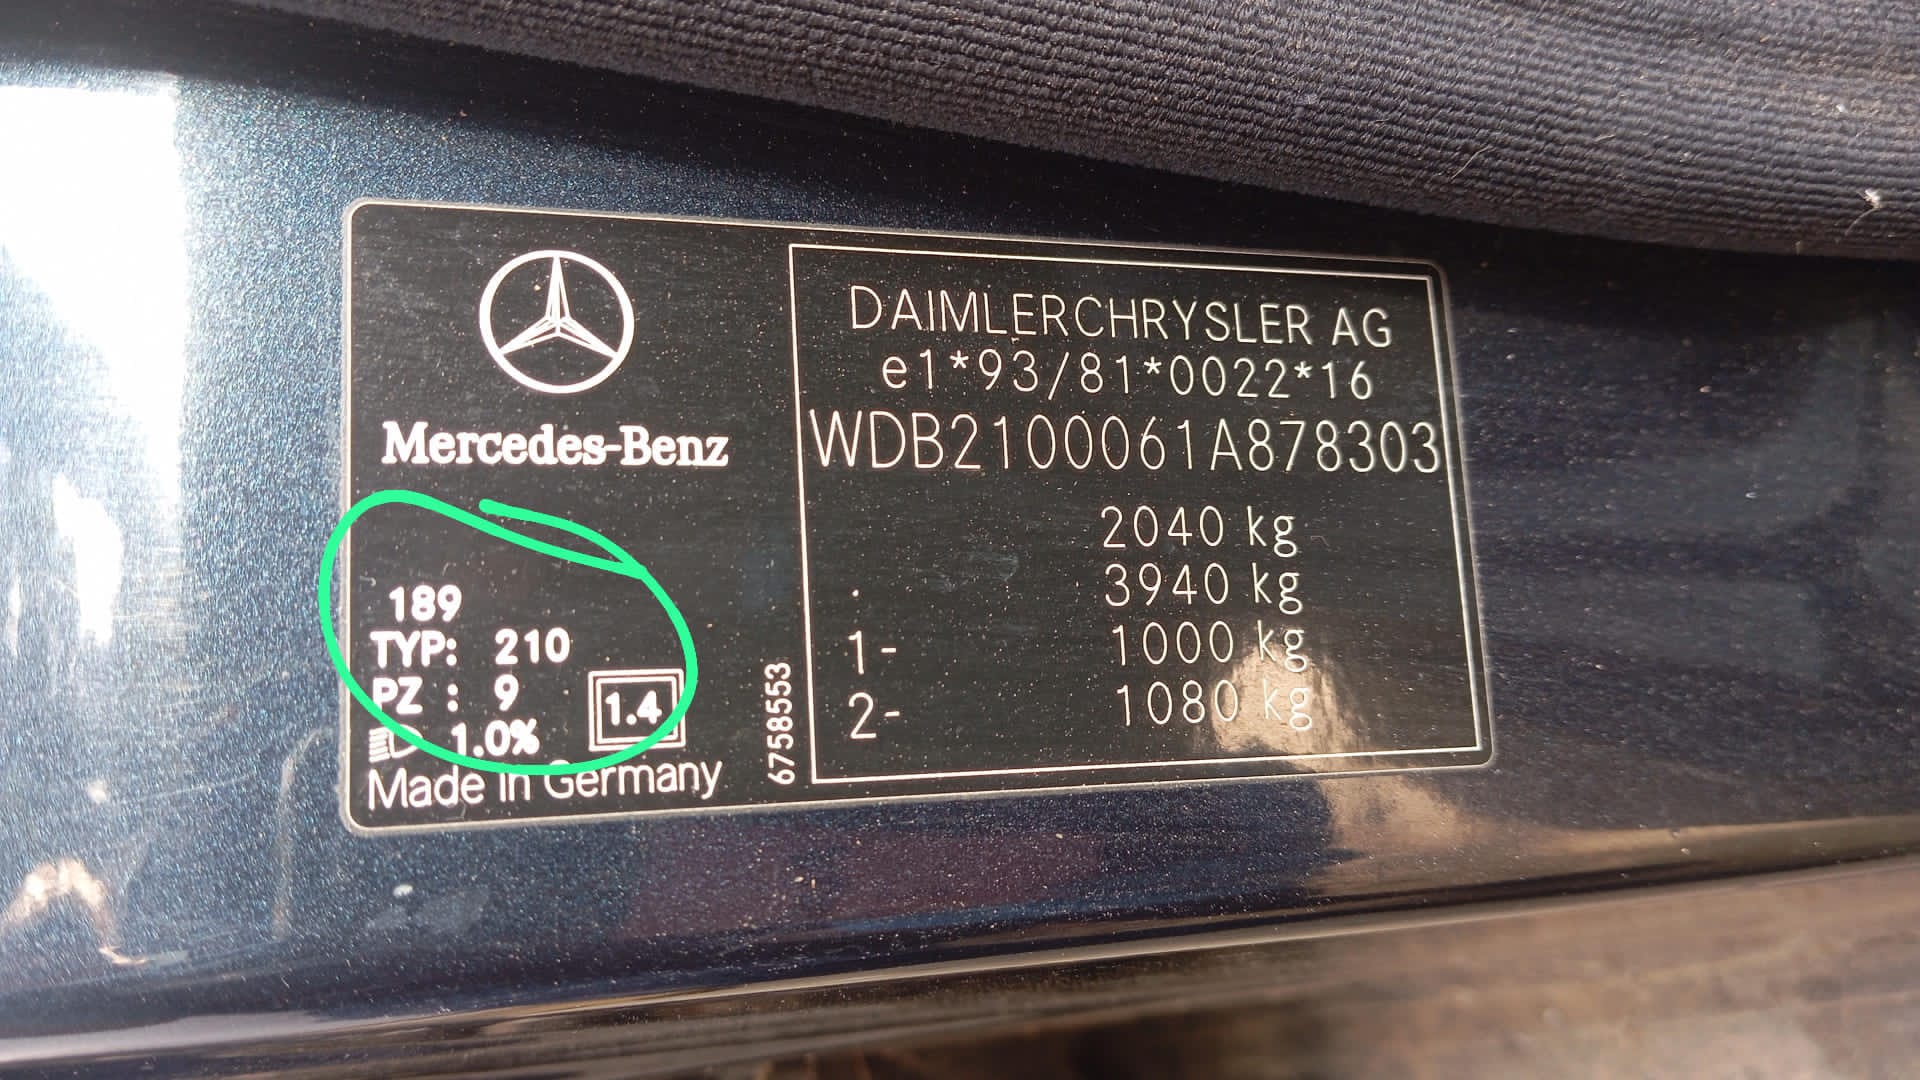 Mercedes-Benz
189
TYP: 210
PZ : 9
1.0%
1.4
Made in Germany
6758553
DAIMLERCHRYSLER AG
e1*93/81*0022*16
WDB2100061A878303
2040 kg
3940 kg
1- 1000 kg
2- 1080 kg